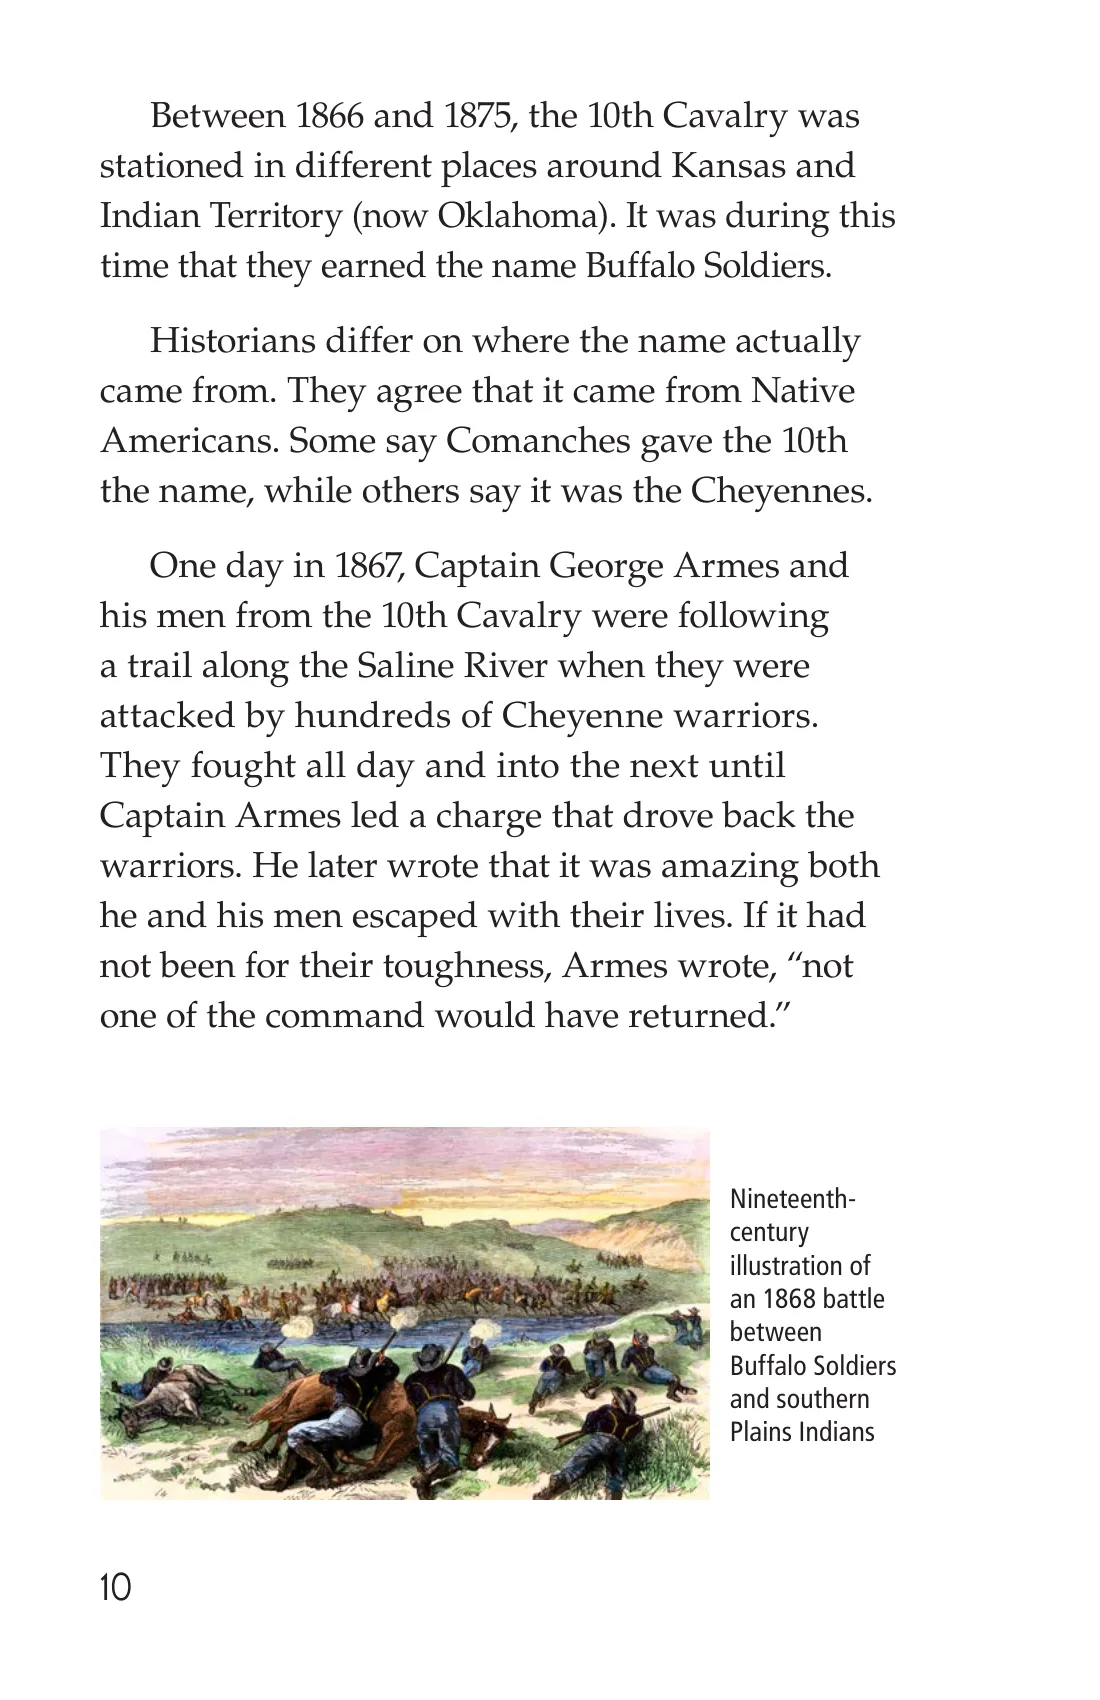 Between 1866 and 1875, the 10th Cavalry was
stationed in different places around Kansas and
Indian Territory (now Oklahoma). It was during this
time that they earned the name Buffalo Soldiers.
Historians differ on where the name actually
came from. They agree that it came from Native
Americans. Some say Comanches gave the 10th
the name, while others say it was the Cheyennes.
One day in 1867, Captain George Armes and
his men from the 10th Cavalry were following
a trail along the Saline River when they were
attacked by hundreds of Cheyenne warriors.
They fought all day and into the next until
Captain Armes led a charge that drove back the
warriors. He later wrote that it was amazing both
he and his men escaped with their lives. If it had
not been for their toughness, Armes wrote, “not
one of the command would have returned.”
Nineteenth-
century
illustration of
an 1868 battle
between
Buffalo Soldiers
and southern
Plains Indians
10